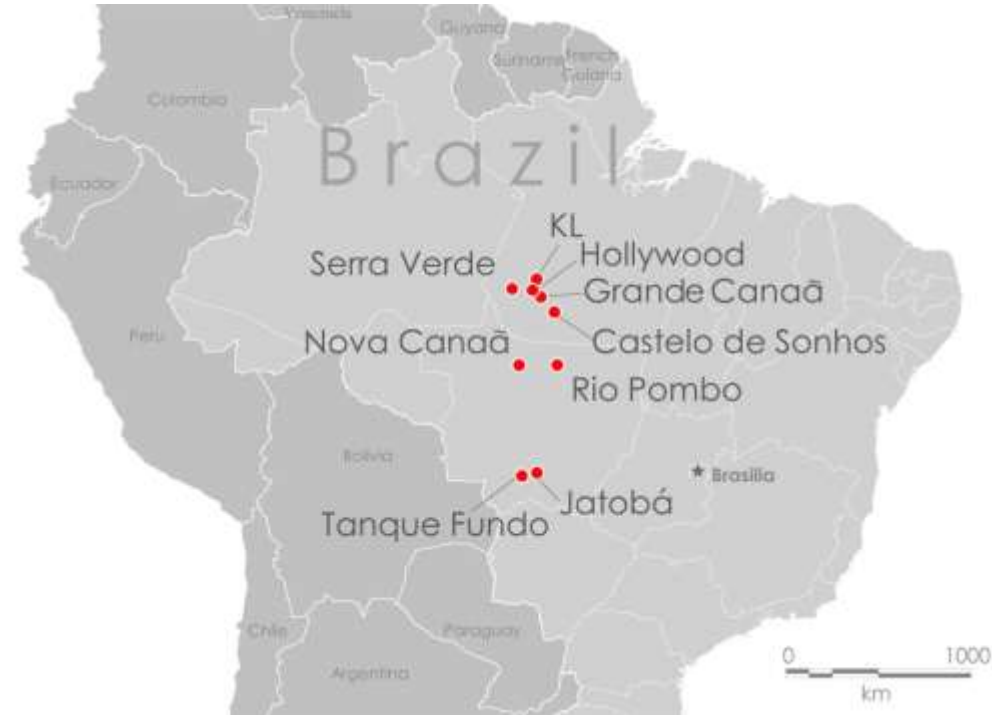 Venezuela
Guyana
Suriname
French
Guiana
Colombia
Brazil
Ecuador
KL
Hollywood
Serra Verde
Grande Canaã
Peru
Nova Canaã
Castelo de Sonhos
Rio Pombo
Bolivia
Brasilia
Jatobá
Tanque Fundo
Chile
Paraguay
Argentina
0 1000
km